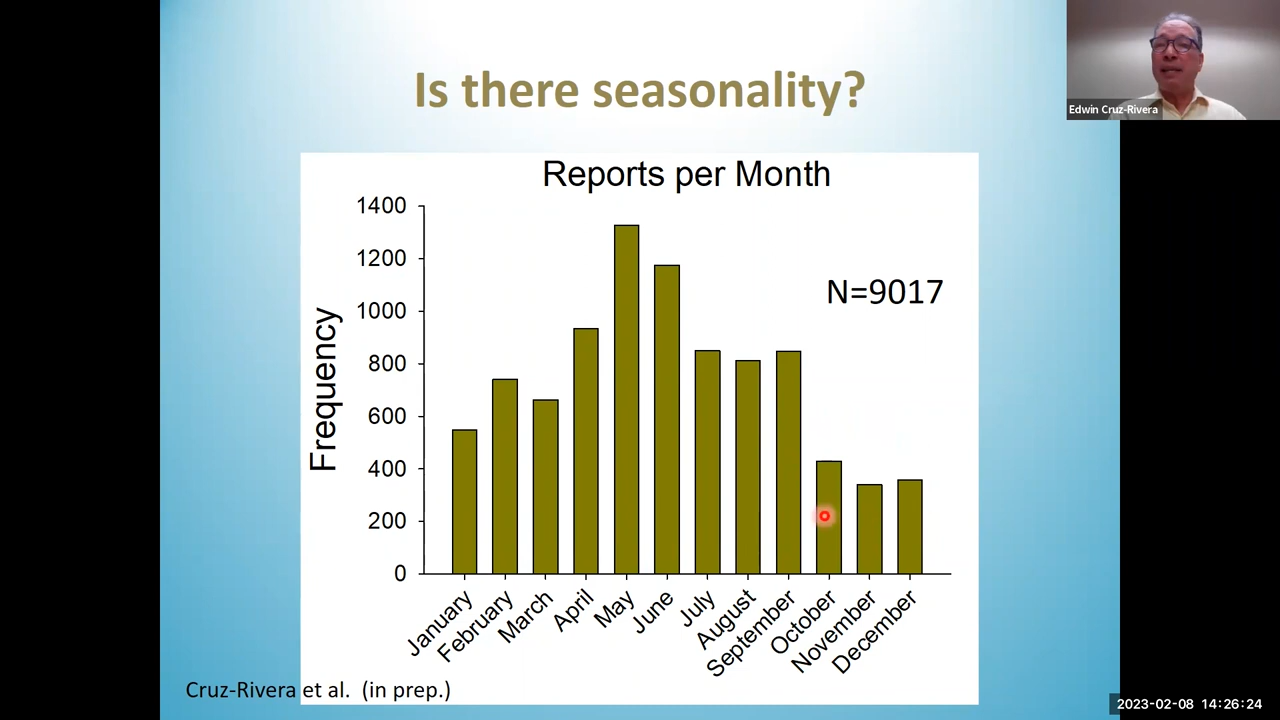 Is there seasonality?
Edwin Cruz-Rivera
Reports per Month
1400
1200
1000
800
600
400
200
0
Frequency
N=9017
January
February
March
April
May
June
July
August
September
October
November
December
Cruz-Rivera et al. (in prep.)
2023-02-08 14:26:24